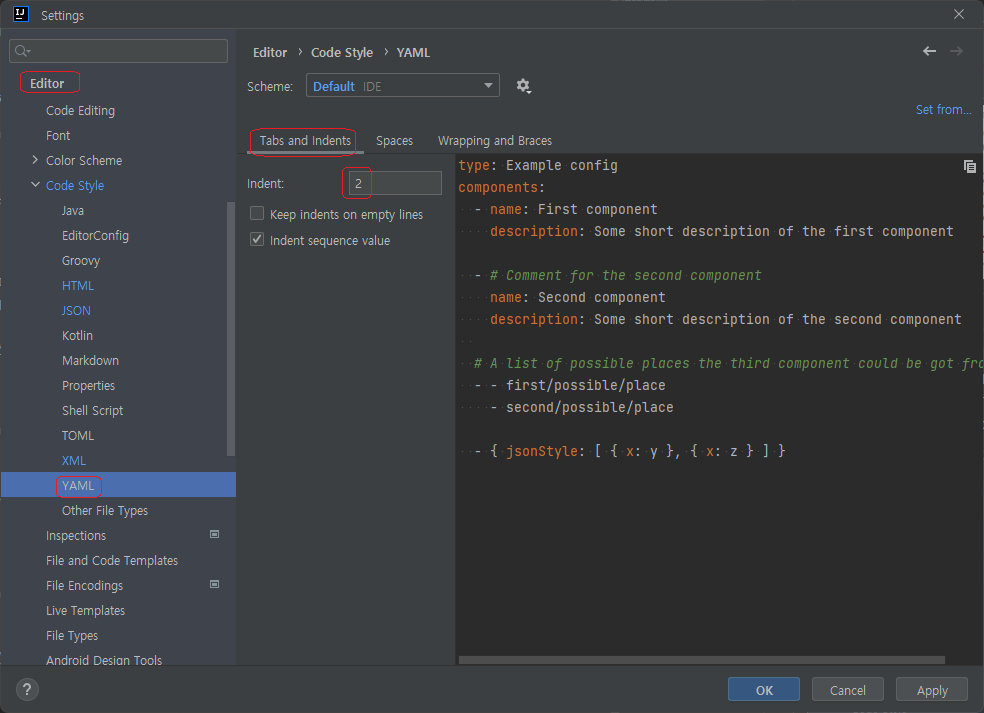 IJ
Settings
Editor
Code Editing
Font
Color Scheme
Code Style
Java
EditorConfig
Groovy
HTML
JSON
Kotlin
Markdown
Properties
Shell Script
TOML
XML
YAML
Other File Types
Inspections
File and Code Templates
File Encodings
Live Templates
File Types
Android Design Tools
Editor › Code Style › YAML
Scheme: Default IDE
Set from...
Tabs and Indents Spaces Wrapping and Braces
Indent: 2
Keep indents on empty lines
Indent sequence value
type: Example config
components:
- name: First component
description: Some short description of the first component
- # Comment for the second component
name: Second component
description: Some short description of the second component
# A list of possible places the third component could be got fro
- - first/possible/place
- second/possible/place
- { jsonStyle: [ { x: y }, { x: z } ] }
?
OK Cancel Apply